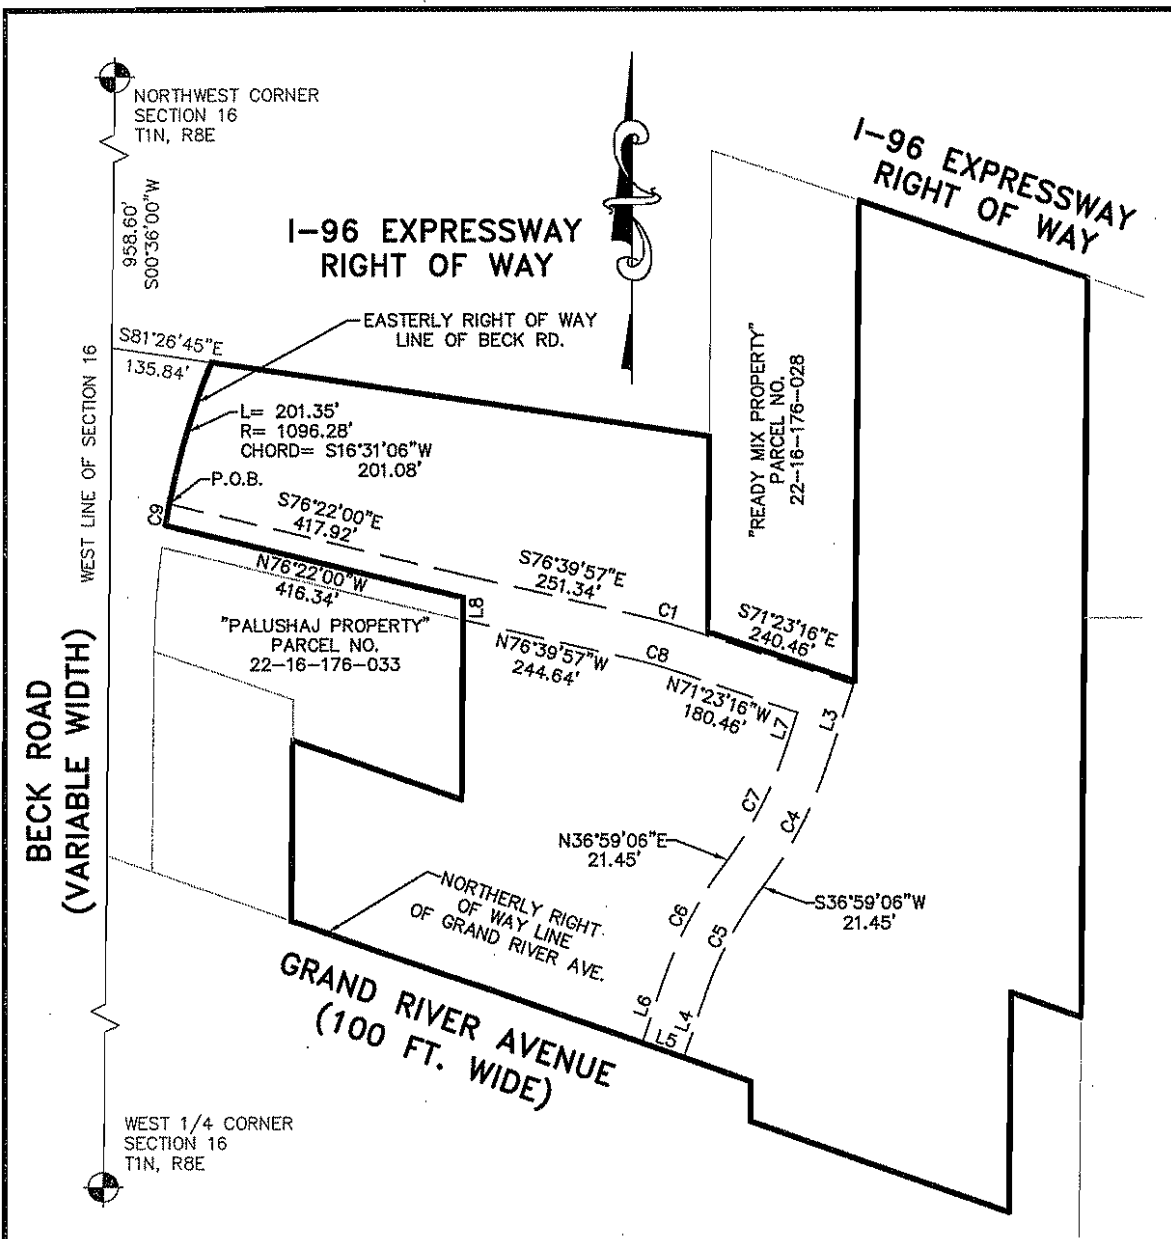 NORTHWEST CORNER
SECTION 16
T1N, R8E
I-96 EXPRESSWAY
RIGHT OF WAY
958.60'
S00°36'00"W
I-96 EXPRESSWAY
RIGHT OF WAY
EASTERLY RIGHT OF WAY
LINE OF BECK RD.
S81°26'45"E
135.84'
WEST LINE OF SECTION 16
L= 201.35'
R= 1096.28'
CHORD= S16°31'06"W
201.08'
P.O.B.
C9
"READY MIX PROPERTY"
PARCEL NO.
22-16-176-028
S76°22'00"E
417.92'
S76°39'57"E
251.34'
C1
S71°23'16"E
240.46'
N76°22'00"W
416.34'
L8
"PALUSHAJ PROPERTY"
PARCEL NO.
22-16-176-033
N76°39'57"W
244.64'
C8
N71°23'16"W
180.46'
L7
L3
BECK ROAD
(VARIABLE WIDTH)
C7
C4
N36°59'06"E
21.45'
S36°59'06"W
21.45'
C6
C5
NORTHERLY RIGHT
OF WAY LINE
OF GRAND RIVER AVE.
L6
L5
L4
GRAND RIVER AVENUE
(100 FT. WIDE)
WEST 1/4 CORNER
SECTION 16
T1N, R8E